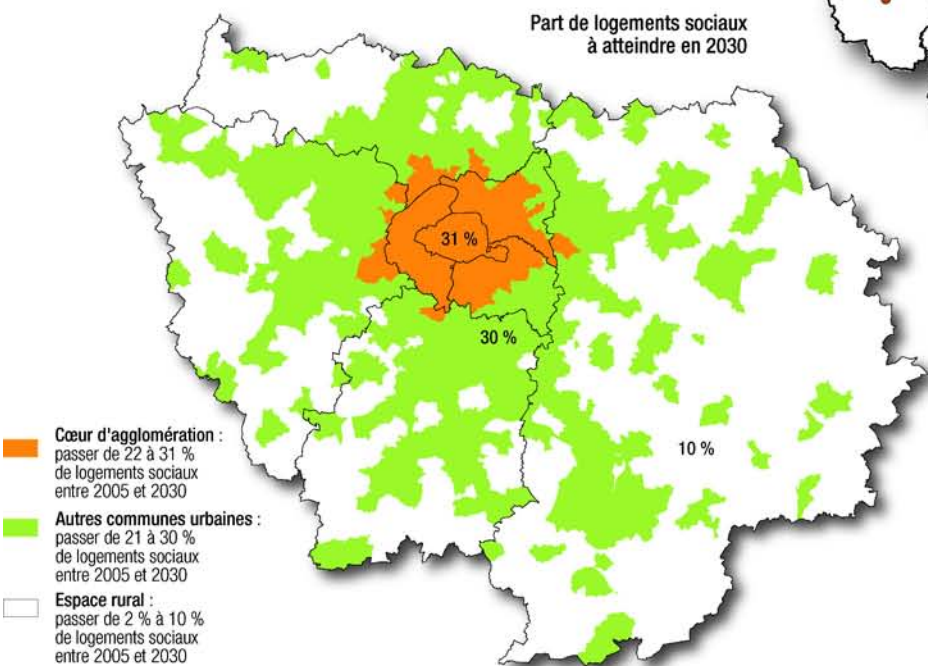 Part de logements sociaux
à atteindre en 2030
31 %
30 %
10 %
Cœur d'agglomération :
passer de 22 à 31 %
de logements sociaux
entre 2005 et 2030
Autres communes urbaines :
passer de 21 à 30 %
de logements sociaux
entre 2005 et 2030
Espace rural :
passer de 2 % à 10 %
de logements sociaux
entre 2005 et 2030